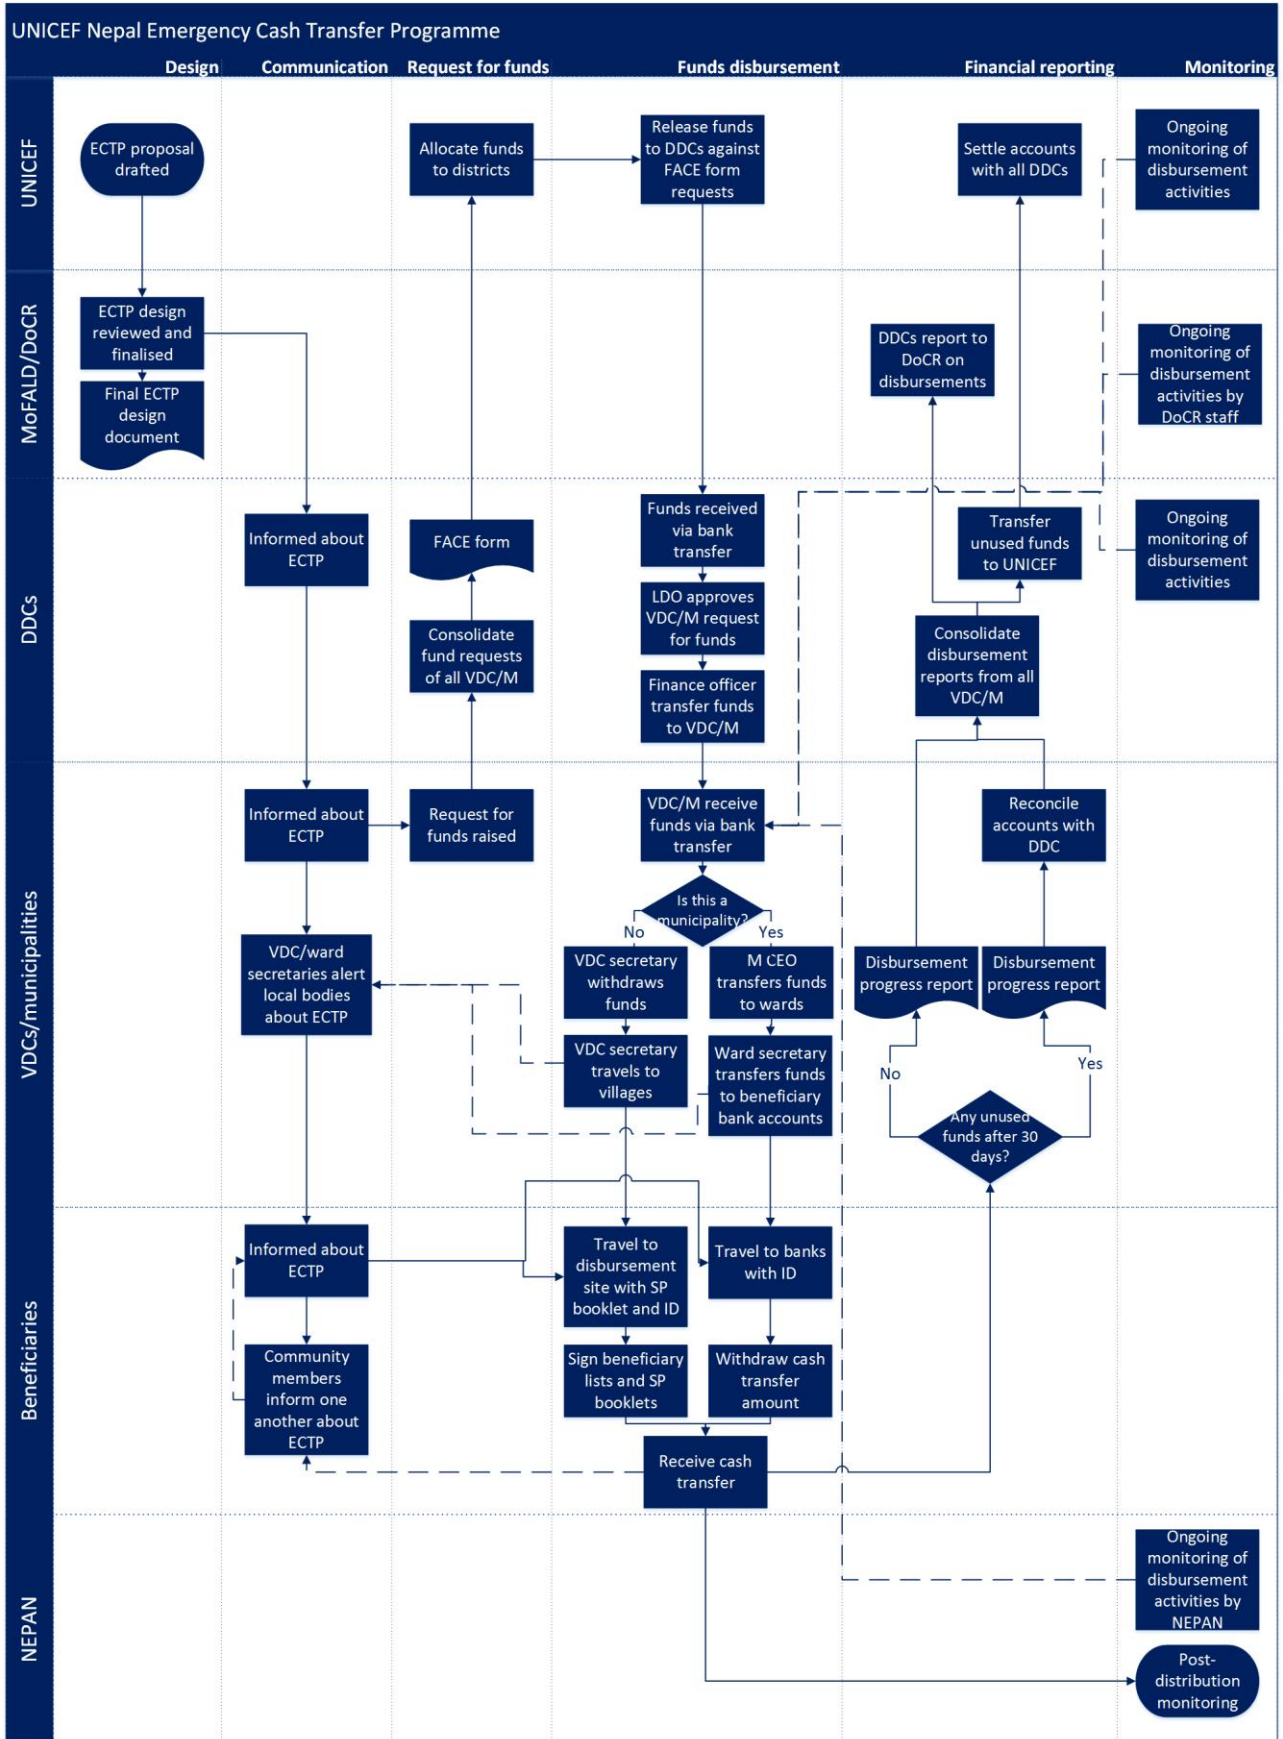 UNICEF Nepal Emergency Cash Transfer Programme
Design
Communication
Request for funds
Funds disbursement
Financial reporting
Monitoring
UNICEF
ECTP proposal
drafted
Allocate funds
to districts
Release funds
to DDCs against
FACE form
requests
Settle accounts
with all DDCs
Ongoing
monitoring of
disbursement
activities
MoFALD/DoCR
ECTP design
reviewed and
finalised
Final ECTP
design
document
DDCs report to
DoCR on
disbursements
Ongoing
monitoring of
disbursement
activities by
DoCR staff
DDCs
Informed about
ECTP
FACE form
Consolidate
fund requests
of all VDC/M
Funds received
via bank
transfer
LDO approves
VDC/M request
for funds
Finance officer
transfer funds
to VDC/M
Transfer
unused funds
to UNICEF
Consolidate
disbursement
reports from all
VDC/M
Ongoing
monitoring of
disbursement
activities
VDCs/municipalities
Informed about
ECTP
Request for
funds raised
VDC/M receive
funds via bank
transfer
Reconcile
accounts with
DDC
Is this a
municipality?
No
Yes
VDC/ward
secretaries alert
local bodies
about ECTP
VDC secretary
withdraws
funds
M CEO
transfers funds
to wards
Disbursement
progress report
Disbursement
progress report
VDC secretary
travels to
villages
Ward secretary
transfers funds
to beneficiary
bank accounts
No
Yes
Any unused
funds after 30
days?
Beneficiaries
Informed about
ECTP
Travel to
disbursement
site with SP
booklet and ID
Travel to banks
with ID
Community
members
inform one
another about
ECTP
Sign beneficiary
lists and SP
booklets
Withdraw cash
transfer
amount
Receive cash
transfer
NEPAN
Ongoing
monitoring of
disbursement
activities by
NEPAN
Post-
distribution
monitoring